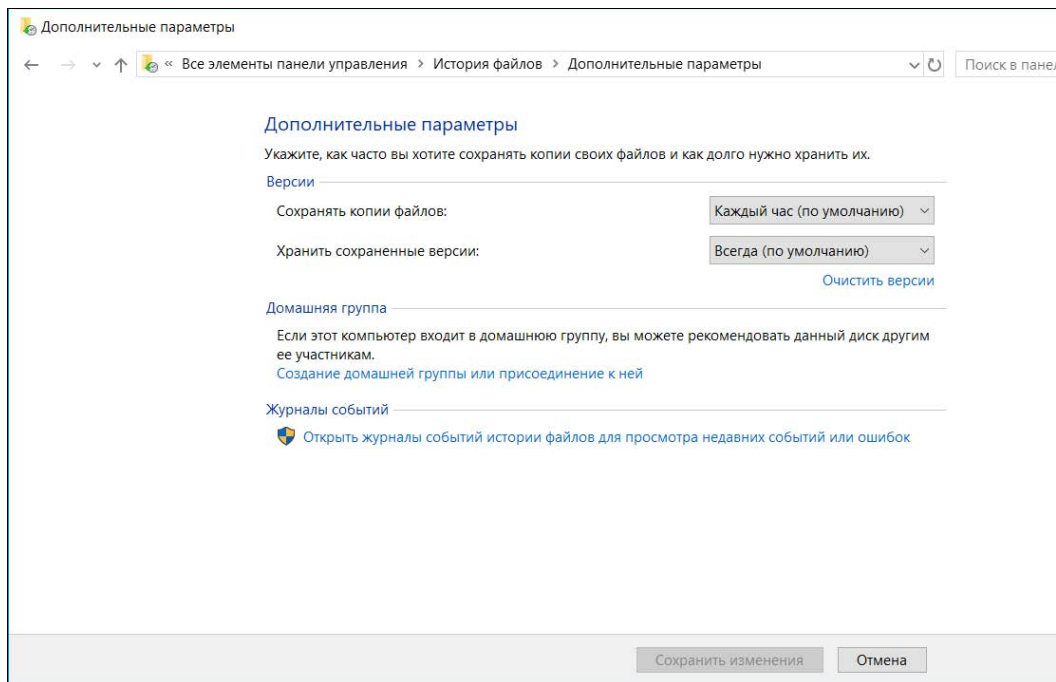 Дополнительные параметры
« Все элементы панели управления > История файлов > Дополнительные параметры
Поиск в
Дополнительные параметры
Укажите, как часто вы хотите сохранять копии своих файлов и как долго нужно хранить их.
Версии
Сохранять копии файлов: Каждый час (по умолчанию)
Хранить сохраненные версии: Всегда (по умолчанию)
Очистить версии
Домашняя группа
Если этот компьютер входит в домашнюю группу, вы можете рекомендовать данный диск другим
ее участникам.
Создание домашней группы или присоединение к ней
Журналы событий
Открыть журналы событий истории файлов для просмотра недавних событий или ошибок
Сохранить изменения Отмена